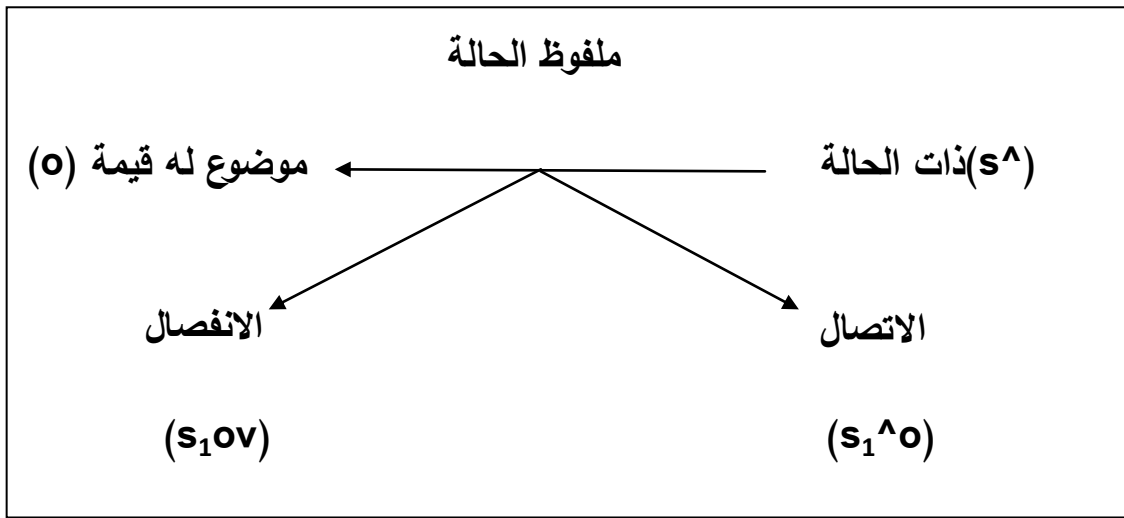 ملفوظ الحالة
ذات الحالة(s^) موضوع له قيمة (o)
الاتصال الانفصال
(s₁^o) (s₁ov)